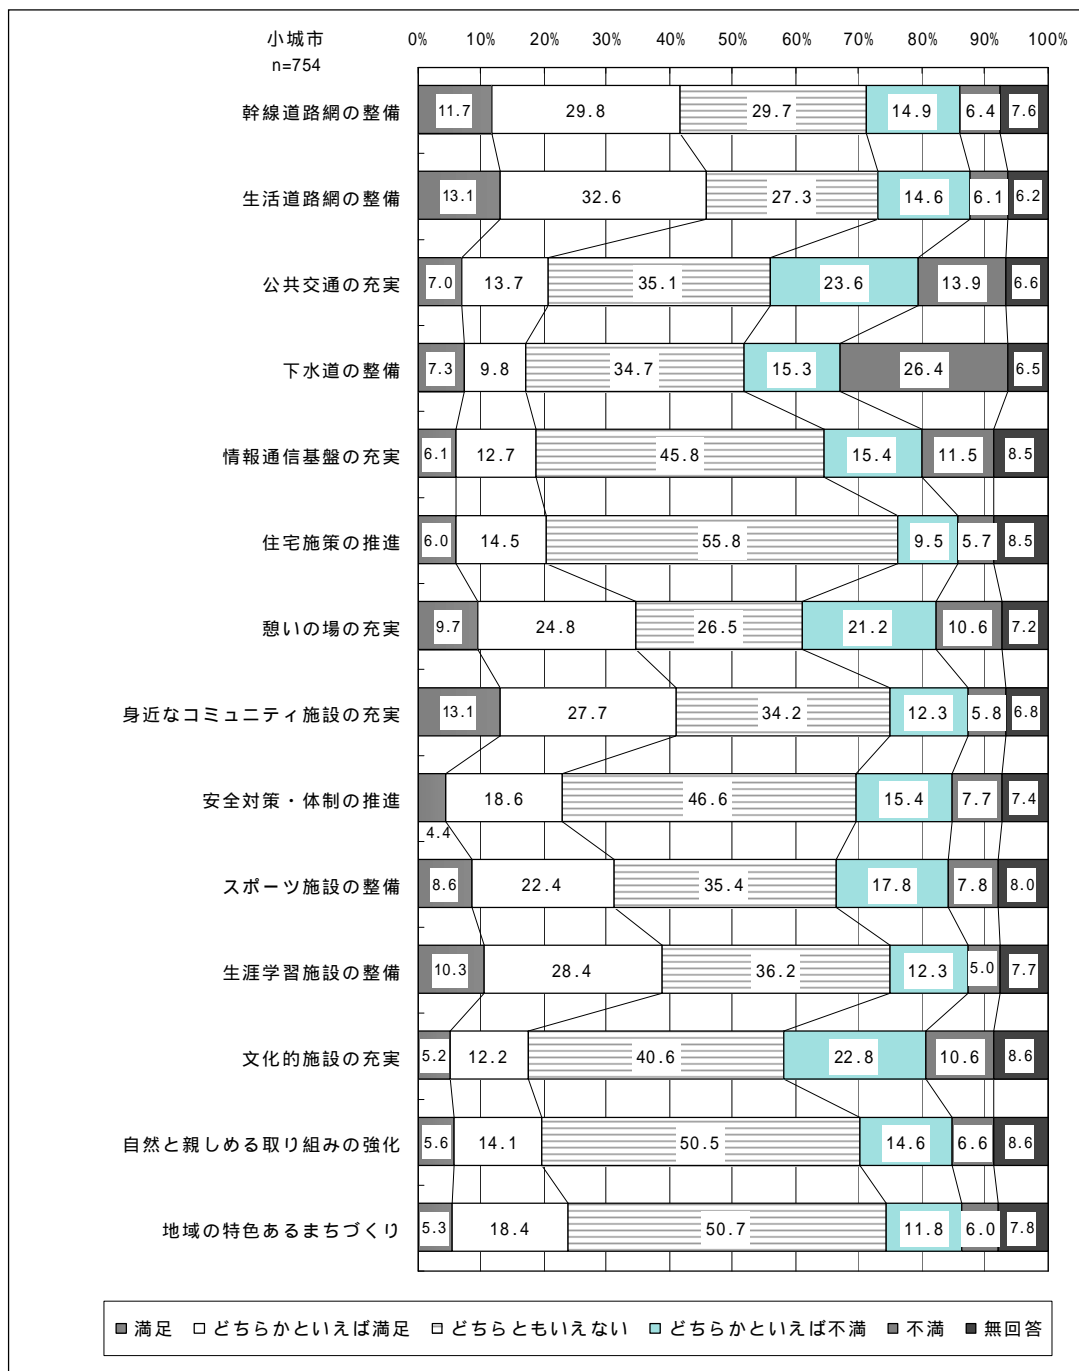 小城市
n=754
0% 10% 20% 30% 40% 50% 60% 70% 80% 90% 100%
幹線道路網の整備 11.7 29.8 29.7 14.9 6.4 7.6
生活道路網の整備 13.1 32.6 27.3 14.6 6.1 6.2
公共交通の充実 7.0 13.7 35.1 23.6 13.9 6.6
下水道の整備 7.3 9.8 34.7 15.3 26.4 6.5
情報通信基盤の充実 6.1 12.7 45.8 15.4 11.5 8.5
住宅施策の推進 6.0 14.5 55.8 9.5 5.7 8.5
憩いの場の充実 9.7 24.8 26.5 21.2 10.6 7.2
身近なコミュニティ施設の充実 13.1 27.7 34.2 12.3 5.8 6.8
安全対策・体制の推進 18.6 46.6 15.4 7.7 7.4
4.4
スポーツ施設の整備 8.6 22.4 35.4 17.8 7.8 8.0
生涯学習施設の整備 10.3 28.4 36.2 12.3 5.0 7.7
文化的施設の充実 5.2 12.2 40.6 22.8 10.6 8.6
自然と親しめる取り組みの強化 5.6 14.1 50.5 14.6 6.6 8.6
地域の特色あるまちづくり 5.3 18.4 50.7 11.8 6.0 7.8
満足 どちらかといえば満足 どちらともいえない どちらかといえば不満 不満 無回答